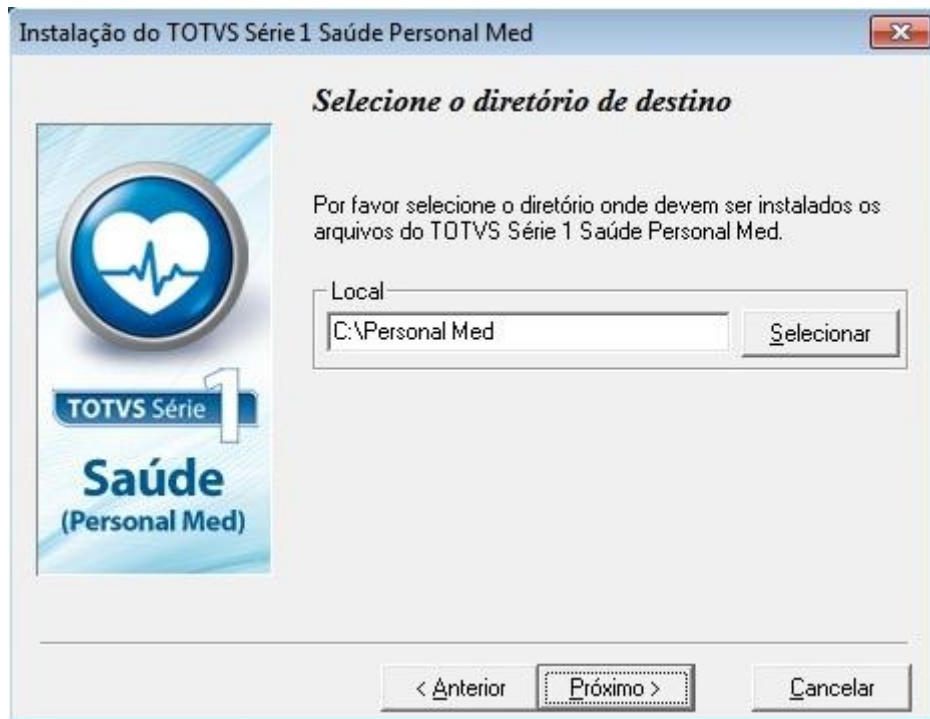 Instalação do TOTVS Série 1 Saúde Personal Med
Selecione o diretório de destino
Por favor selecione o diretório onde devem ser instalados os
arquivos do TOTVS Série 1 Saúde Personal Med.
Local
C:\Personal Med
Selecionar
TOTVS Série 1
Saúde
(Personal Med)
< Anterior
Próximo >
Cancelar